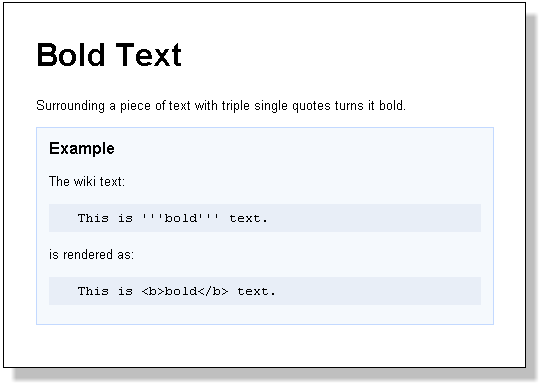 Bold Text
Surrounding a piece of text with triple single quotes turns it bold.
Example
The wiki text:
This is '''bold''' text.
is rendered as:
This is <b>bold</b> text.